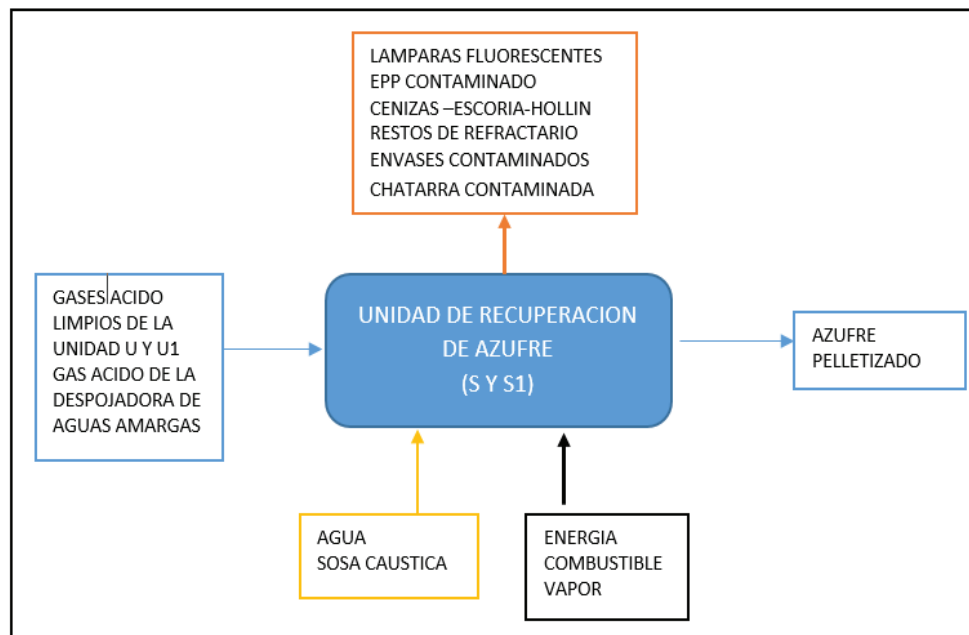 LAMPARAS FLUORESCENTES
EPP CONTAMINADO
CENIZAS –ESCORIA-HOLLIN
RESTOS DE REFRACTARIO
ENVASES CONTAMINADOS
CHATARRA CONTAMINADA
GASES ACIDO
LIMPIOS DE LA
UNIDAD U Y U1
GAS ACIDO DE LA
DESPOJADORA DE
AGUAS AMARGAS
UNIDAD DE RECUPERACION
DE AZUFRE
(S Y S1)
AZUFRE
PELLETIZADO
AGUA
SOSA CAUSTICA
ENERGIA
COMBUSTIBLE
VAPOR